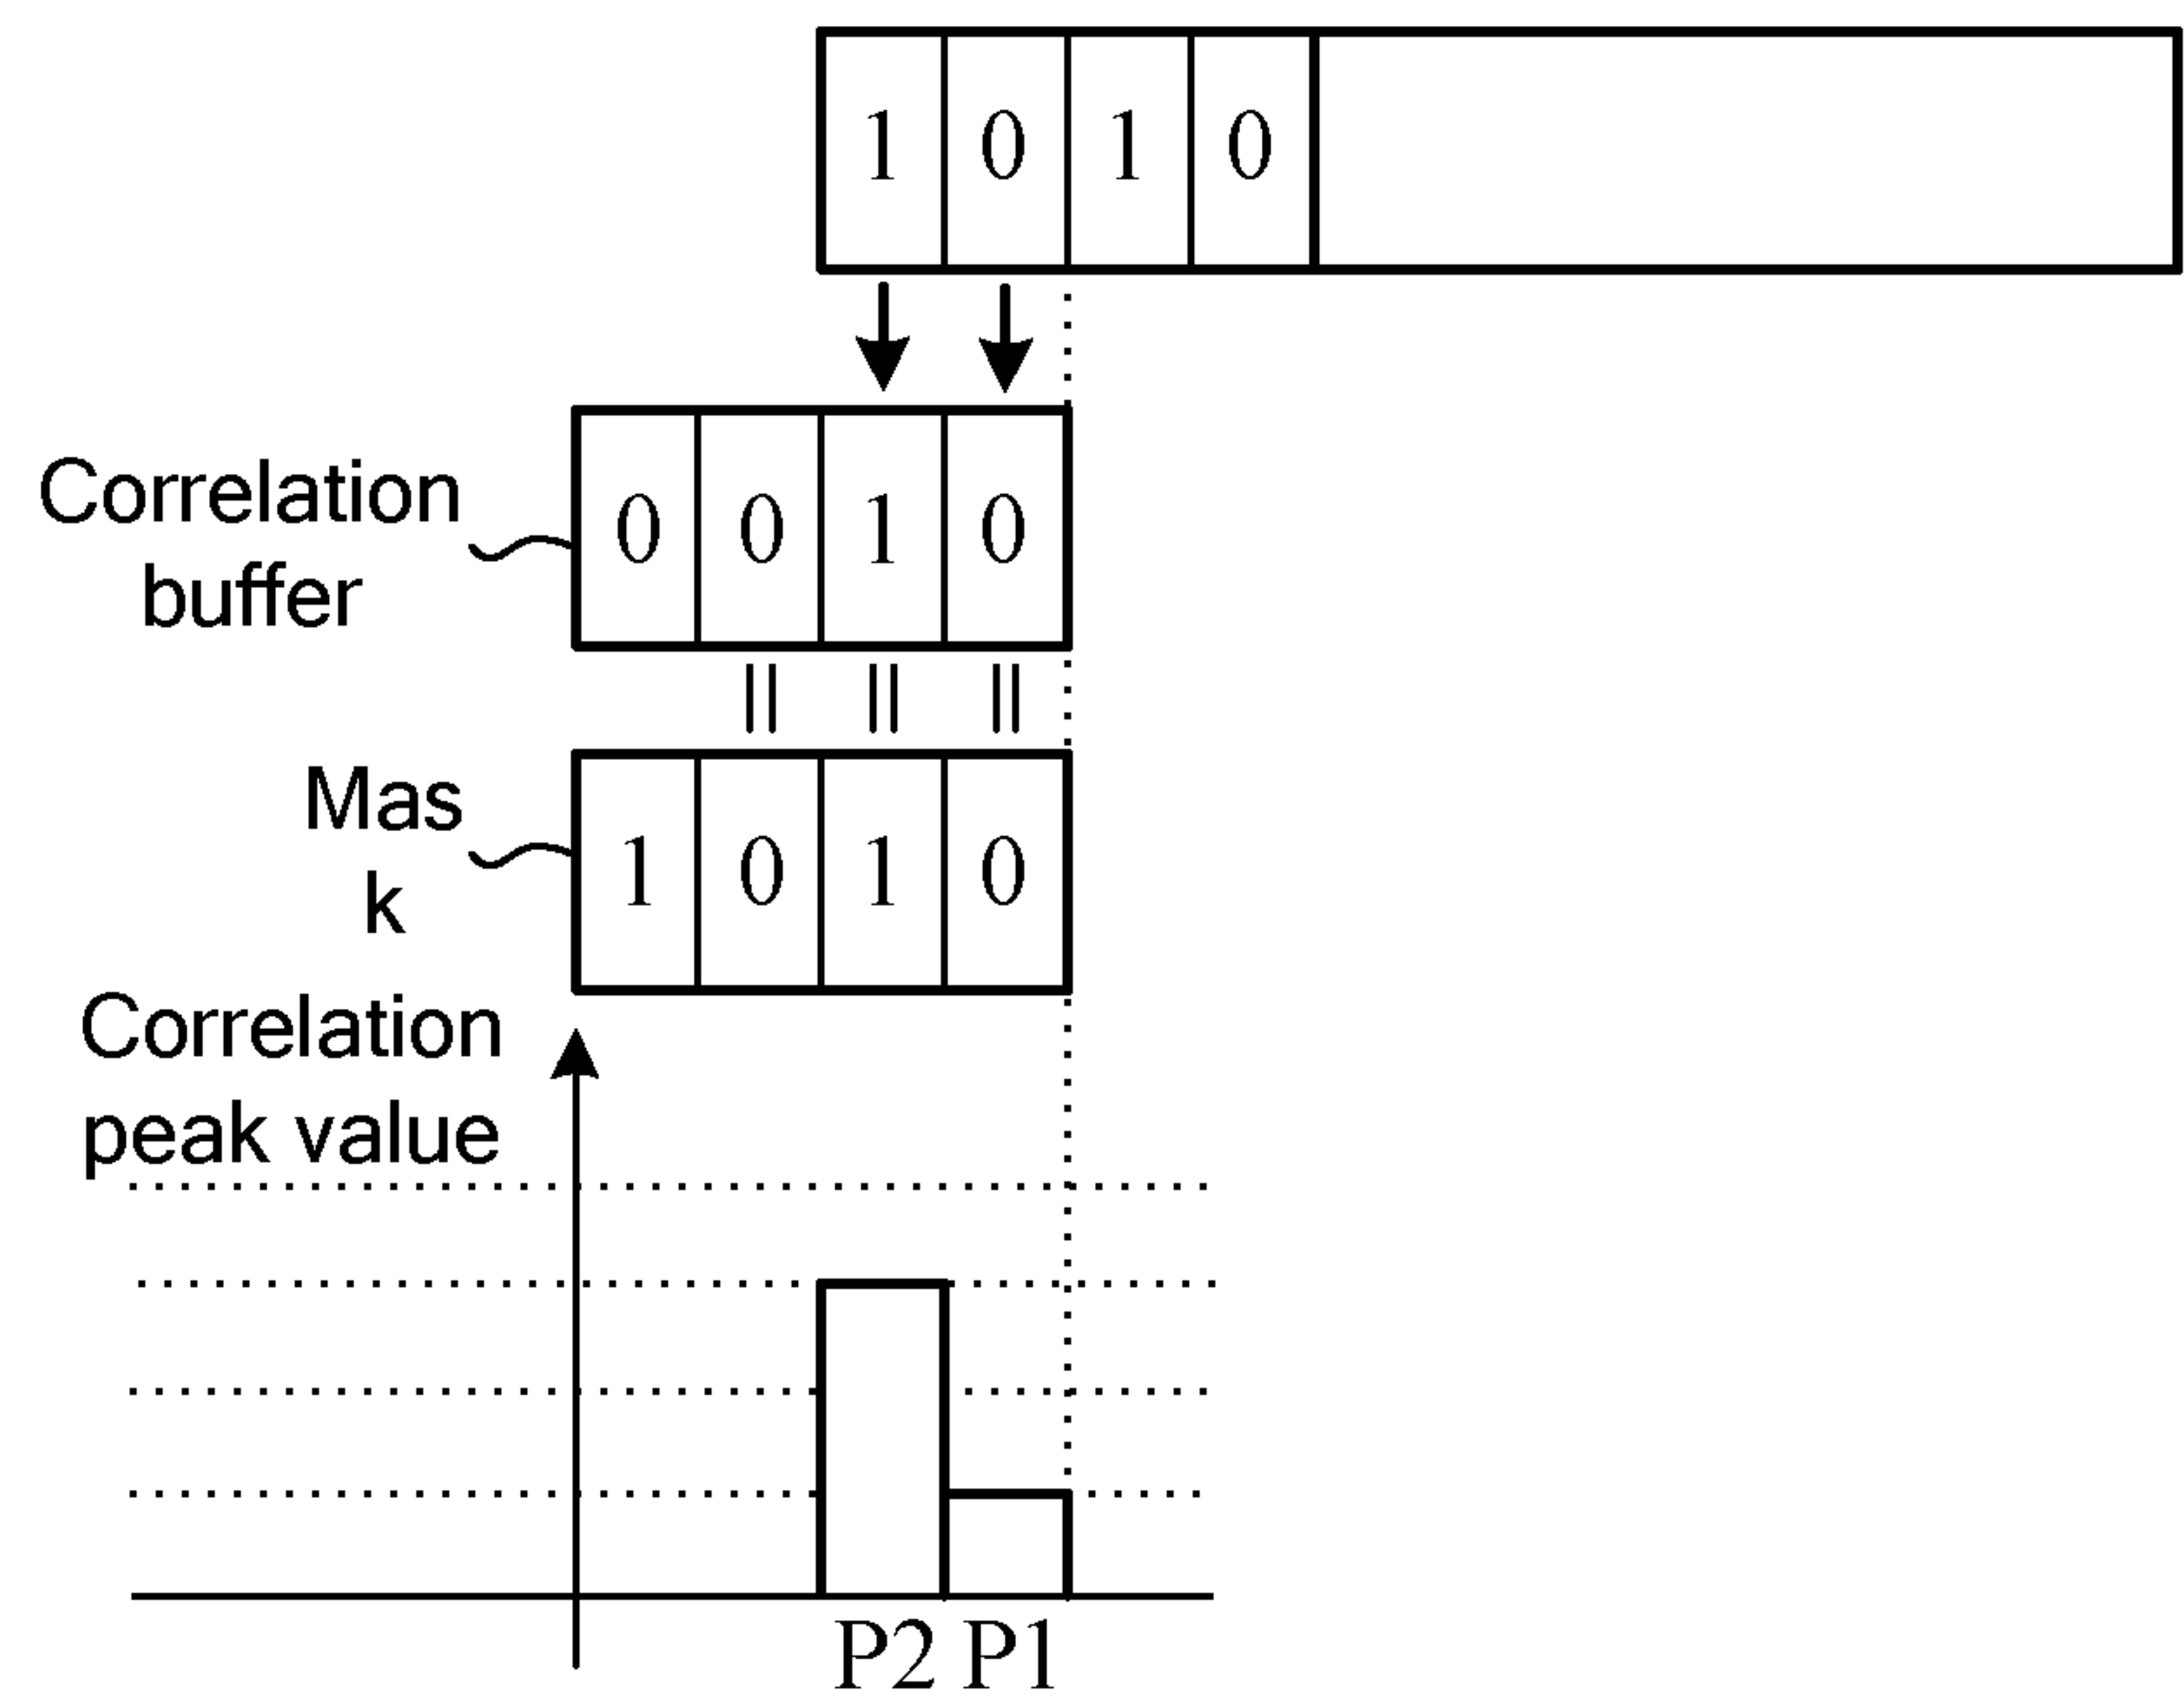 1 0 1 0
Correlation
buffer
0 0 1 0
Mas
k
1 0 1 0
Correlation
peak value
P2 P1